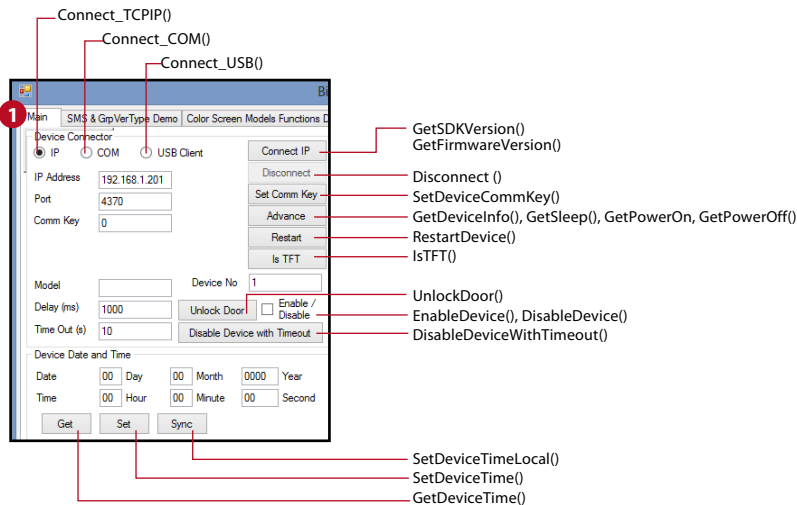 Connect_TCPIP()
Connect_COM()
Connect_USB()
Bi
1
Main SMS & GrpVerType Demo Color Screen Models Functions D
Device Connector
IP COM USB Client Connect IP
GetSDKVersion()
GetFirmwareVersion()
IP Address 192.168.1.201 Disconnect Disconnect ()
Port 4370 Set Comm Key SetDeviceCommKey()
Comm Key 0 Advance GetDeviceInfo(), GetSleep(), GetPowerOn, GetPowerOff()
Restart RestartDevice()
Is TFT IsTFT()
Model Device No 1
Delay (ms) 1000 Unlock Door Enable / UnlockDoor()
Disable EnableDevice(), DisableDevice()
Time Out (s) 10 Disable Device with Timeout DisableDeviceWithTimeout()
Device Date and Time
Date 00 Day 00 Month 0000 Year
Time 00 Hour 00 Minute 00 Second
Get Set Sync
SetDeviceTimeLocal()
SetDeviceTime()
GetDeviceTime()